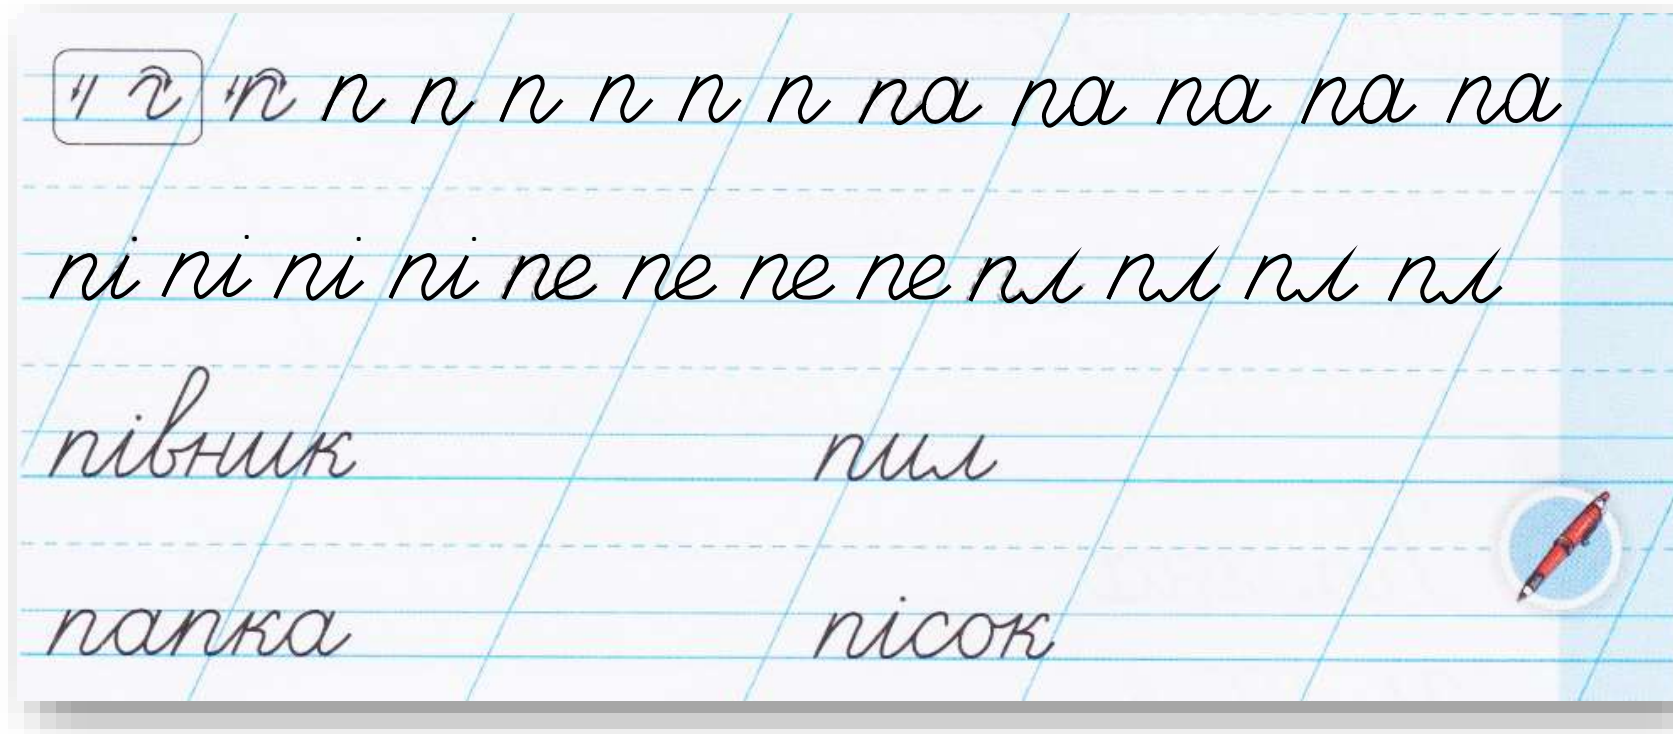 п п п п п п п па па па па па
пі пі пі пі пе пе пе пе пл пл пл пл
півник пил
папка пісок